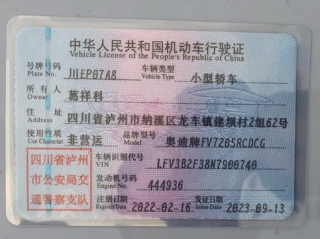 中华人民共和国机动车行驶证
Vehicle License of the People's Republic of China
号牌号码 川EP07A8 车辆类型 小型轿车
Plate No. Vehicle Type
所有人 葛祥科
Owner
住址 四川省泸州市纳溪区龙车镇建坝村2组62号
Address
使用性质 非营运 品牌型号 奥迪牌FV7205RCDCG
四川省泸州
市公安局交
通警察支队
车辆识别代号 LFV3B2F38N7900740
VIN
发动机号码 444936
Engine No.
注册日期 2022-02-16 发证日期 2023-09-13
Register Date Issue Date